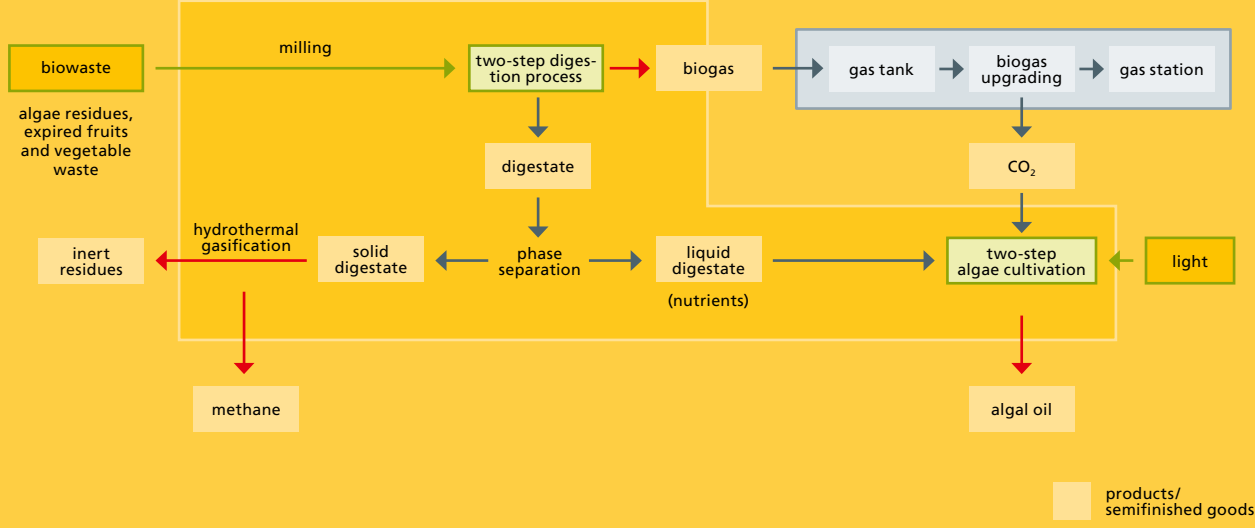 milling
biowaste
two-step diges-
tion process
biogas
gas tank
biogas
upgrading
gas station
algae residues,
expired fruits
and vegetable
waste
digestate
CO₂
hydrothermal
gasification
inert
residues
solid
digestate
phase
separation
liquid
digestate
(nutrients)
two-step
algae cultivation
light
methane
algal oil
products/
semifinished goods